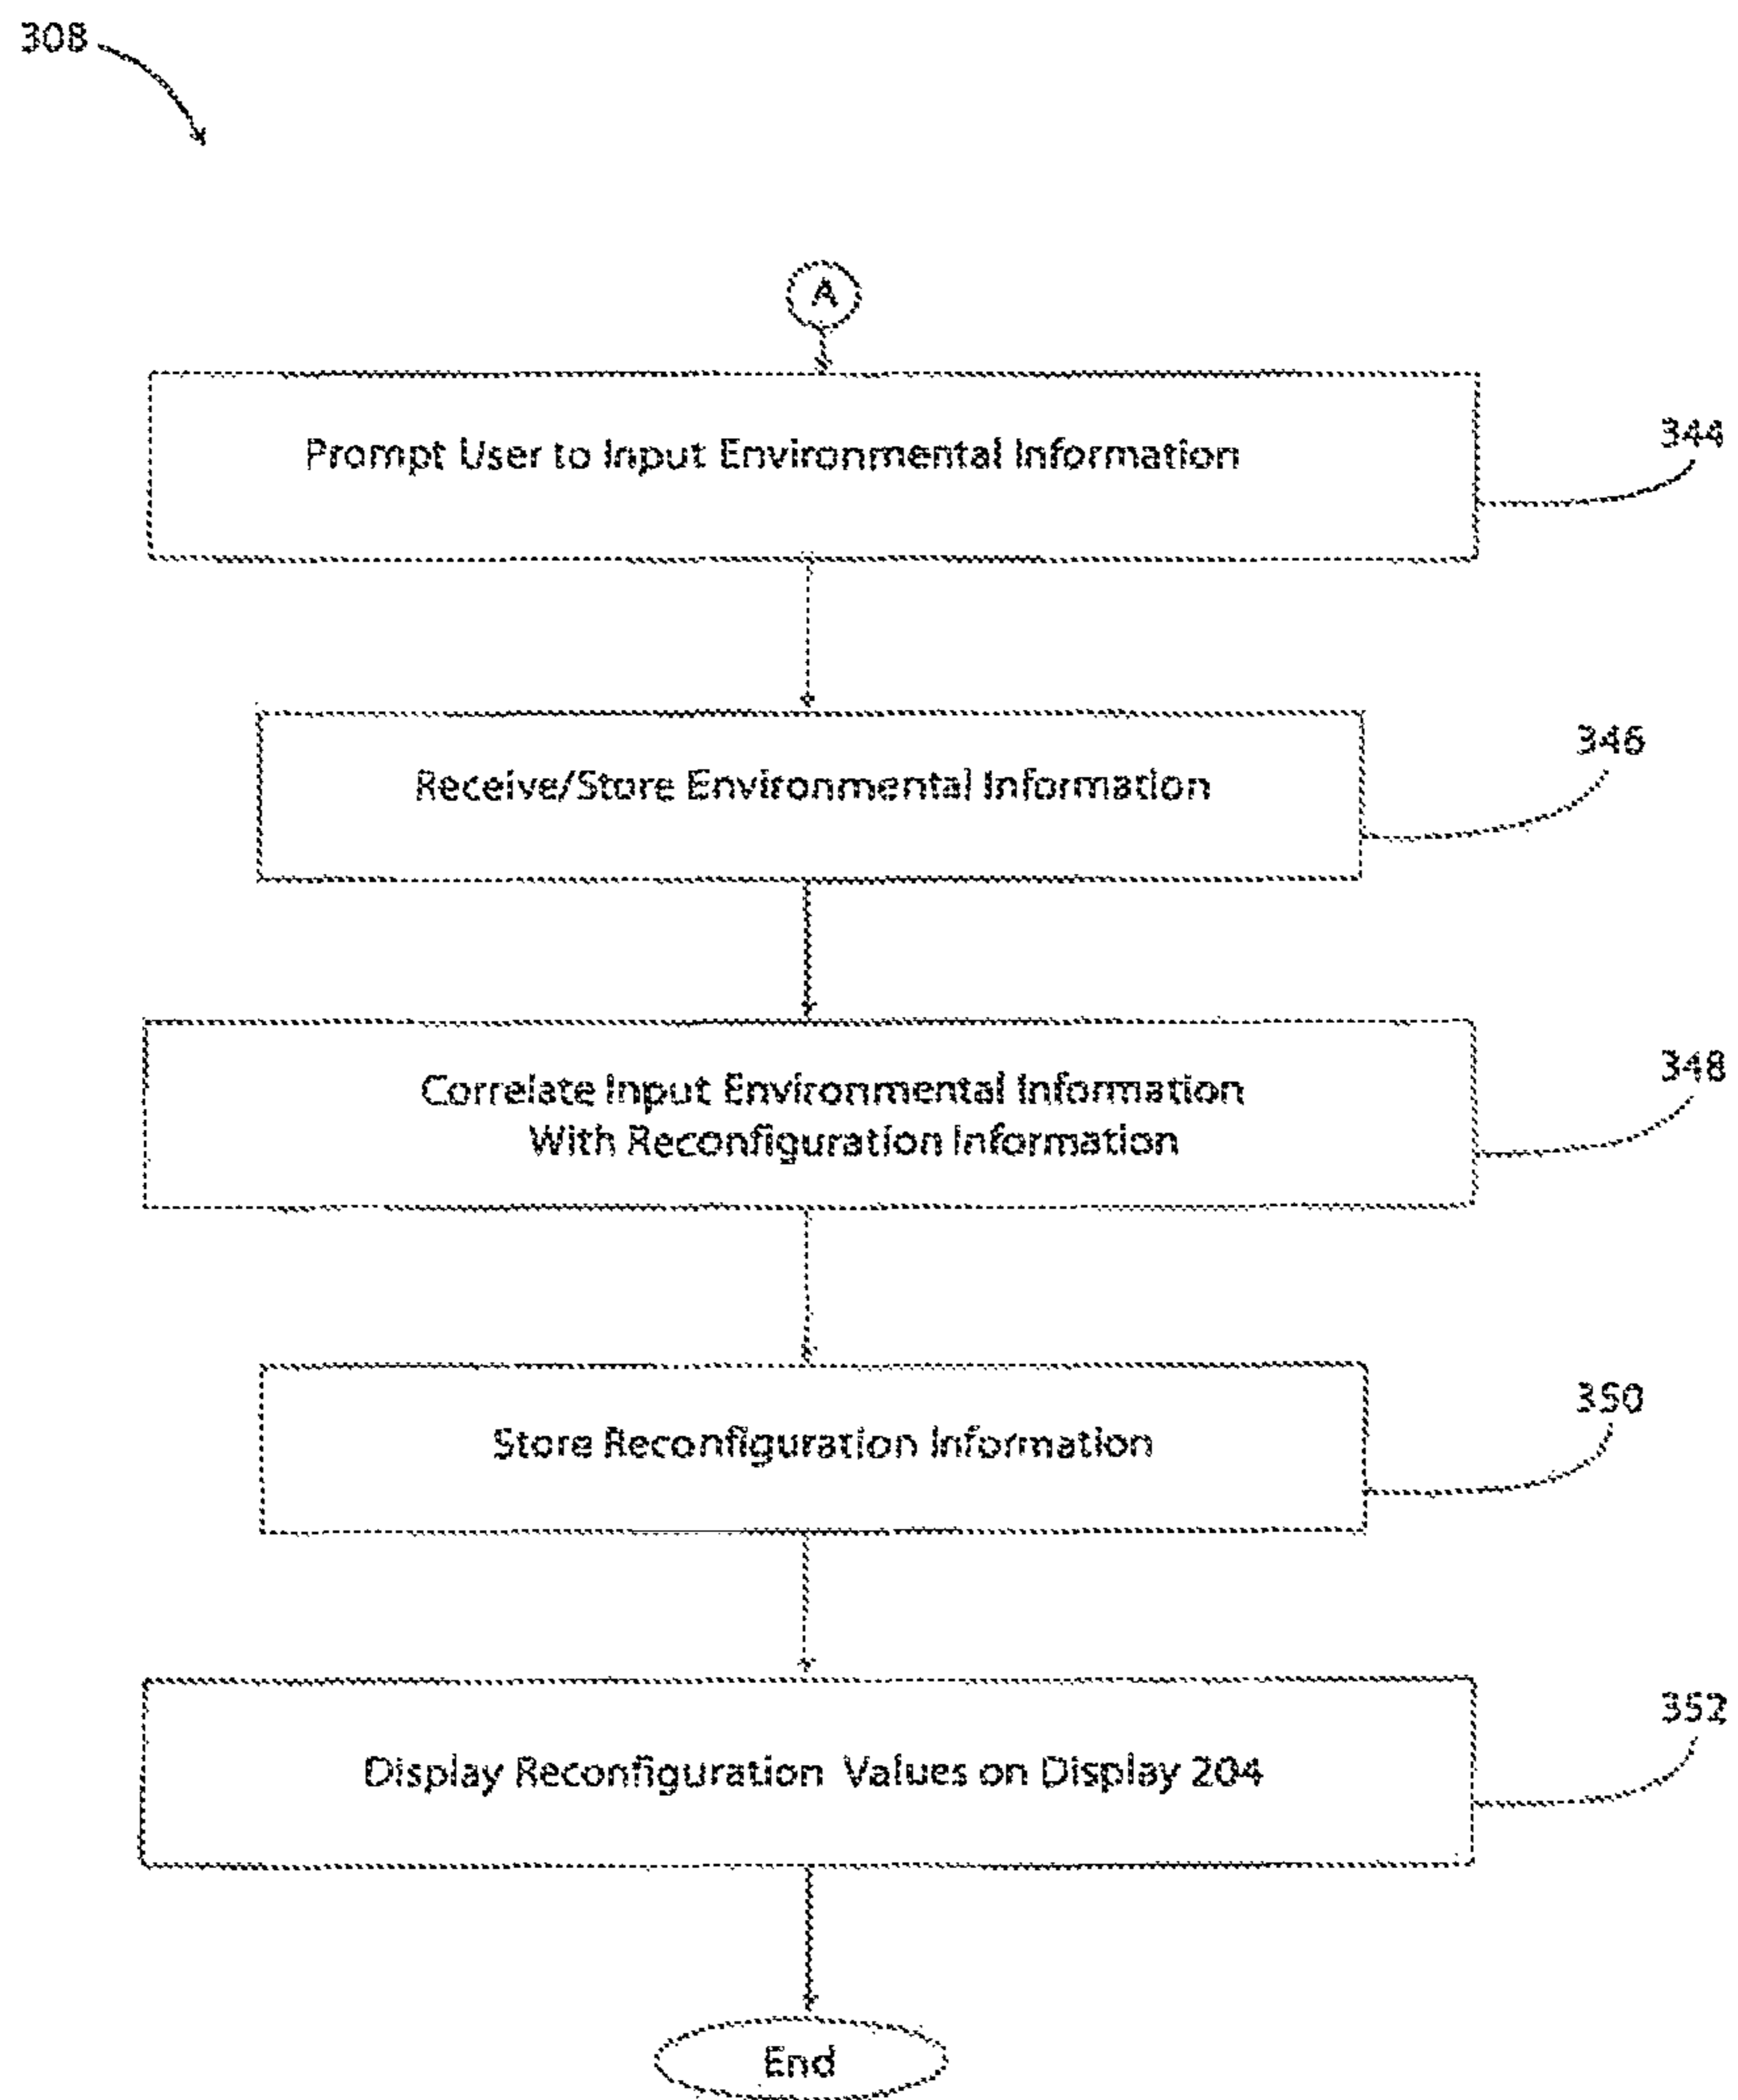 308
A
Prompt User to Input Environmental Information
344
Receive/Store Environmental Information
346
Correlate Input Environmental Information
With Reconfiguration Information
348
Store Reconfiguration Information
350
Display Reconfiguration Values on Display 204
352
End